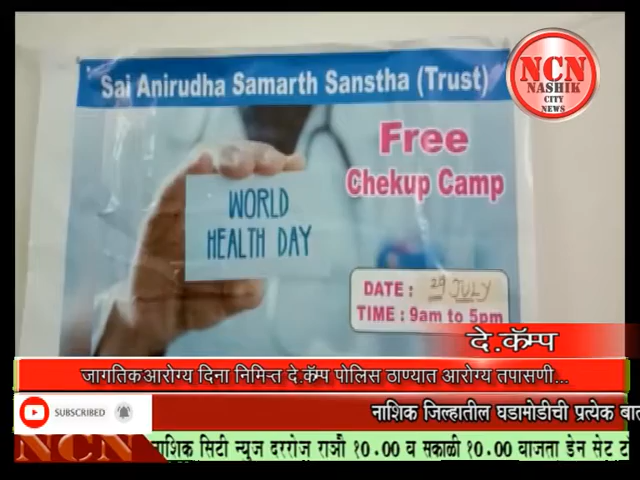 Sai Anirudha Samarth Sanstha (Trust)
NCN
NASHIK
CITY
NEWS
Free
Chekup Camp
WORLD
HEALTH DAY
DATE : 29 JULY
TIME : 9am to 5pm
दे.कॅम्प
जागतिकआरोग्य दिना निमित्त दे.कॅम्प पोलिस ठाण्यात आरोग्य तपासणी...
SUBSCRIBED
नाशिक जिल्हातील घडामोडीची प्रत्येक बात
NCN
नाशिक सिटी न्युज दररोज रात्री १०.०० व सकाळी १०.०० वाजता डेन सेट टॉ